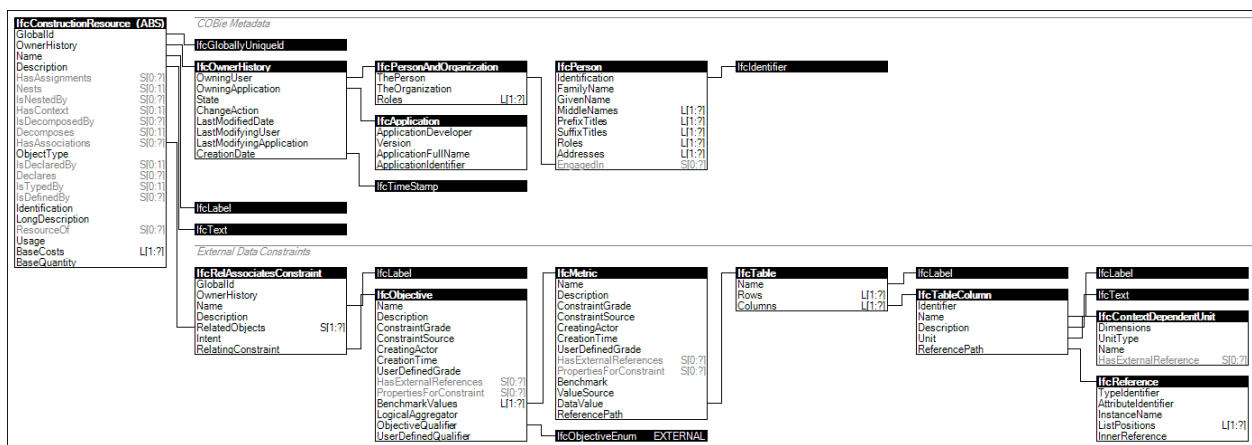 IfcConstructionResource (ABS)
GlobalId
OwnerHistory
Name
Description
HasAssignments S[0:?]
Nests S[0:1]
IsNestedBy S[0:?]
HasContext S[0:1]
IsDecomposedBy S[0:?]
Decomposes S[0:1]
HasAssociations S[0:?]
ObjectType
IsDeclaredBy S[0:1]
Declares S[0:?]
IsTypedBy S[0:1]
IsDefinedBy S[0:?]
Identification
LongDescription
ResourceOf S[0:?]
Usage
BaseCosts L[1:?]
BaseQuantity
COBie Metadata
IfcGloballyUniqueId
IfcOwnerHistory
OwningUser
OwningApplication
State
ChangeAction
LastModifiedDate
LastModifyingUser
LastModifyingApplication
CreationDate
IfcLabel
IfcText
IfcPersonAndOrganization
ThePerson
TheOrganization
Roles L[1:?]
IfcApplication
ApplicationDeveloper
Version
ApplicationFullName
ApplicationIdentifier
IfcTimeStamp
IfcPerson
Identification
FamilyName
GivenName
MiddleNames L[1:?]
PrefixTitles L[1:?]
SuffixTitles L[1:?]
Roles L[1:?]
Addresses L[1:?]
EngagedIn S[0:?]
IfcIdentifier
External Data Constraints
IfcRelAssociatesConstraint
GlobalId
OwnerHistory
Name
Description
RelatedObjects S[1:?]
Intent
RelatingConstraint
IfcLabel
IfcObjective
Name
Description
ConstraintGrade
ConstraintSource
CreatingActor
CreationTime
UserDefinedGrade
HasExternalReferences S[0:?]
PropertiesForConstraint S[0:?]
BenchmarkValues L[1:?]
LogicalAggregator
ObjectiveQualifier
UserDefinedQualifier
IfcMetric
Name
Description
ConstraintGrade
ConstraintSource
CreatingActor
CreationTime
UserDefinedGrade
HasExternalReferences S[0:?]
PropertiesForConstraint S[0:?]
Benchmark
ValueSource
DataValue
ReferencePath
IfcObjectiveEnum EXTERNAL
IfcTable
Name
Rows L[1:?]
Columns L[1:?]
IfcLabel
IfcTableColumn
Identifier
Name
Description
Unit
ReferencePath
IfcLabel
IfcText
IfcContextDependentUnit
Dimensions
UnitType
Name
HasExternalReference S[0:?]
IfcReference
TypeIdentifier
AttributeIdentifier
InstanceName
ListPositions L[1:?]
InnerReference